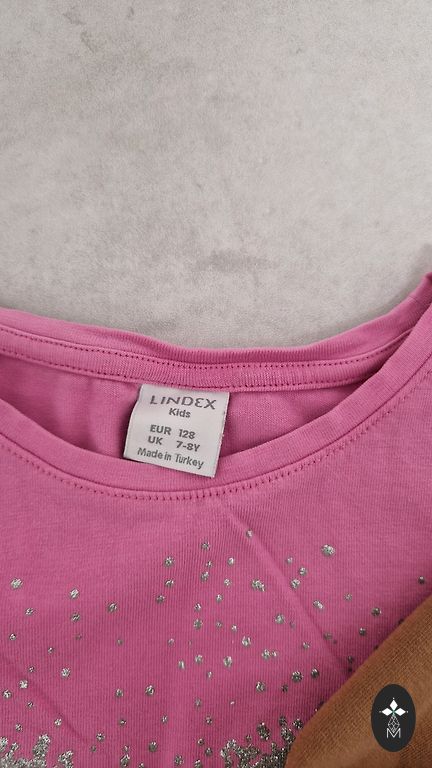 LINDEX
Kids
EUR 128
UK 7-8Y
Made in Turkey